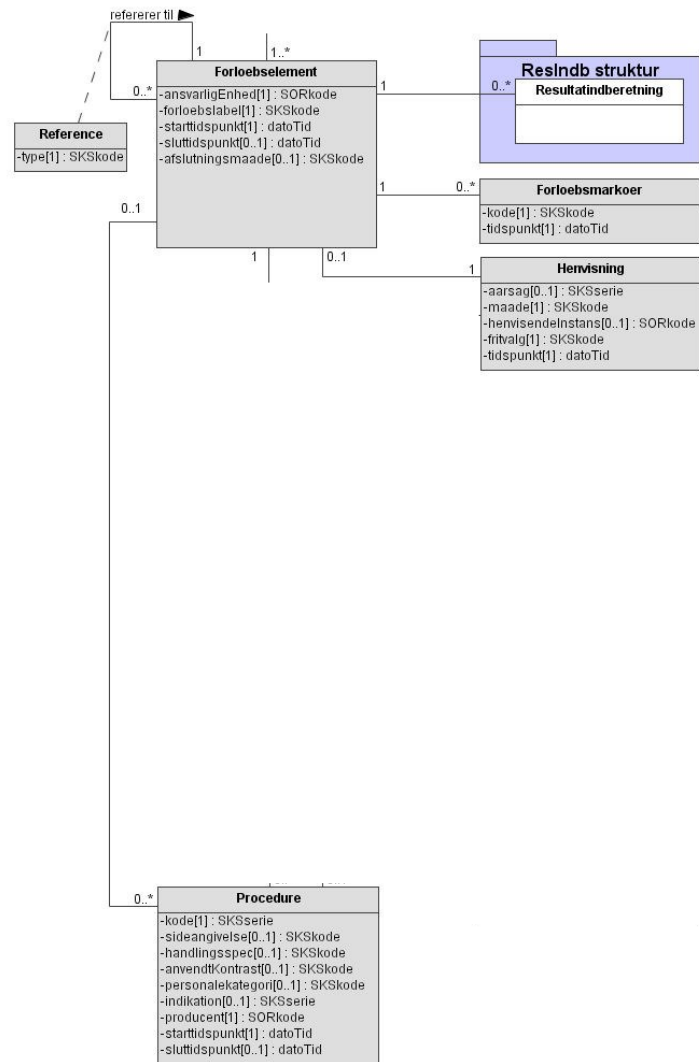 refererer til
1
1..*
0..*
Forloebselement
-ansvarligEnhed[1] : SORkode
-forloebslabel[1] : SKSkode
-starttidspunkt[1] : datoTid
-sluttidspunkt[0..1] : datoTid
-afslutningsmaade[0..1] : SKSkode
Reference
-type[1] : SKSkode
1
0..*
ResIndb struktur
Resultatindberetning
1
0..*
Forloebsmarkoer
-kode[1] : SKSkode
-tidspunkt[1] : datoTid
0..1
1
0..1
1
Henvisning
-aarsag[0..1] : SKSserie
-maade[1] : SKSkode
-henvisendeInstans[0..1] : SORkode
-fritvalg[1] : SKSkode
-tidspunkt[1] : datoTid
0..*
Procedure
-kode[1] : SKSserie
-sideangivelse[0..1] : SKSkode
-handlingsspec[0..1] : SKSkode
-anvendtKontrast[0..1] : SKSkode
-personalekategori[0..1] : SKSkode
-indikation[0..1] : SKSserie
-producent[1] : SORkode
-starttidspunkt[1] : datoTid
-sluttidspunkt[0..1] : datoTid